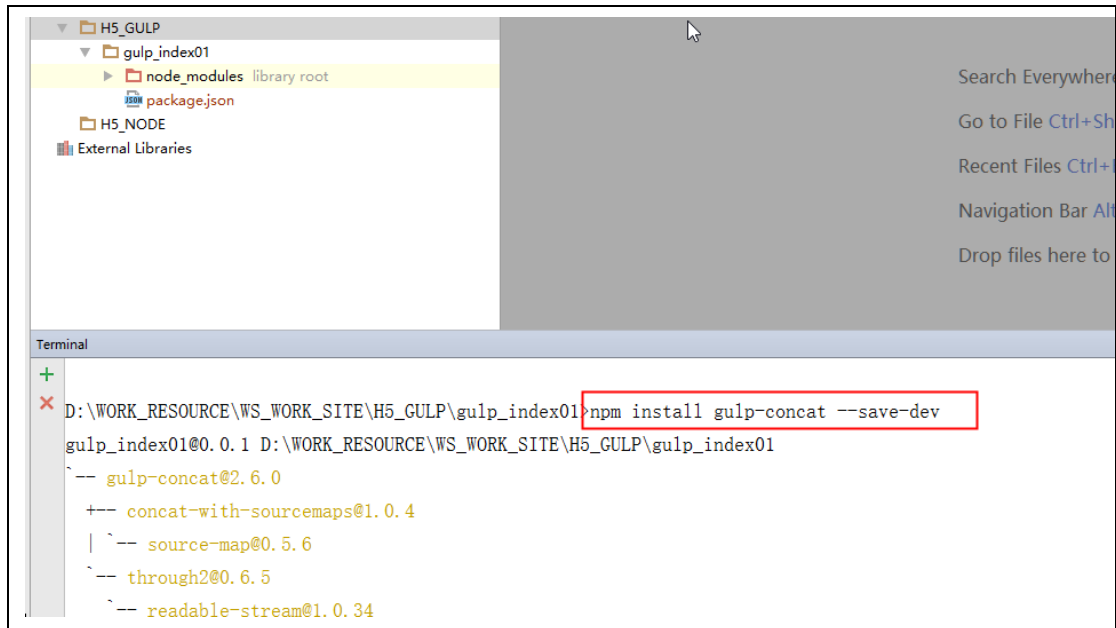 H5_GULP
gulp_index01
node_modules library root
package.json
H5_NODE
External Libraries
Search Everywhere
Go to File Ctrl+Sh
Recent Files Ctrl+
Navigation Bar Alt
Drop files here to
Terminal
D:\WORK_RESOURCE\WS_WORK_SITE\H5_GULP\gulp_index01>npm install gulp-concat --save-dev
gulp_index01@0.0.1 D:\WORK_RESOURCE\WS_WORK_SITE\H5_GULP\gulp_index01
`-- gulp-concat@2.6.0
+-- concat-with-sourcemaps@1.0.4
| `-- source-map@0.5.6
`-- through2@0.6.5
`-- readable-stream@1.0.34